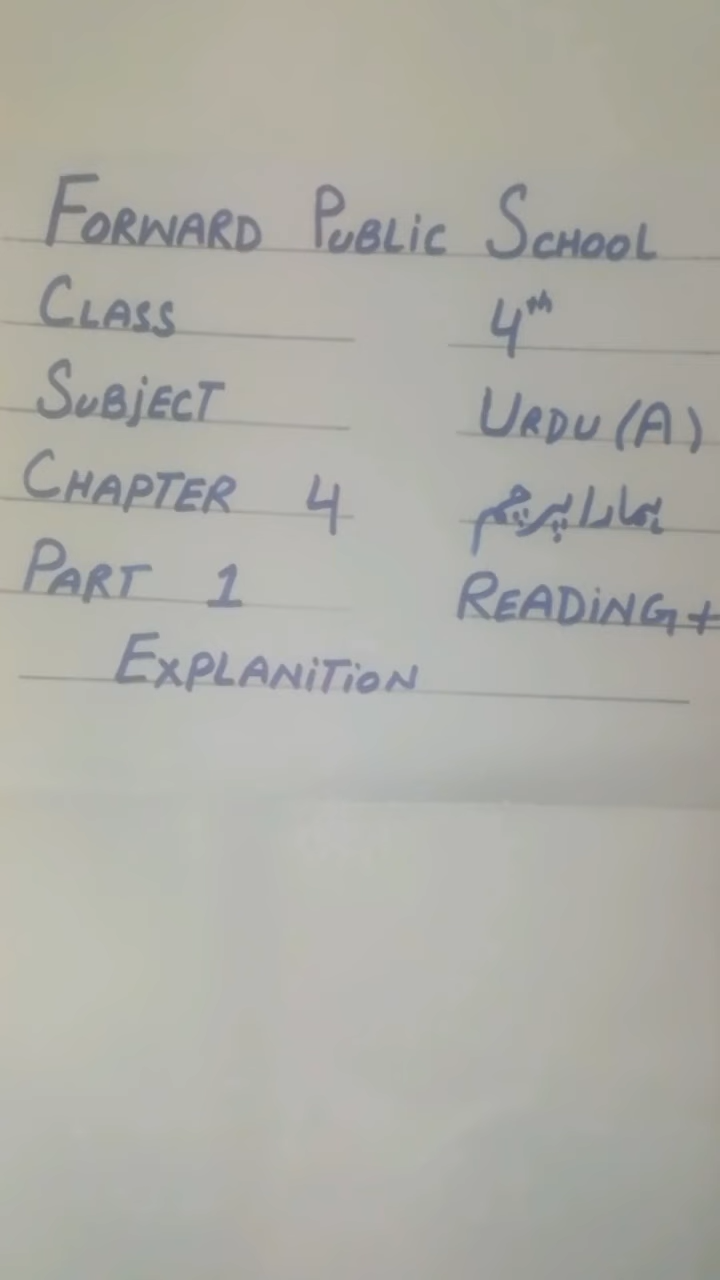 FORWARD PUBLIC SCHOOL
CLASS 4th
SUBJECT URDU (A)
CHAPTER 4 ہمارا پرچم
PART 1 READING +
EXPLANITION